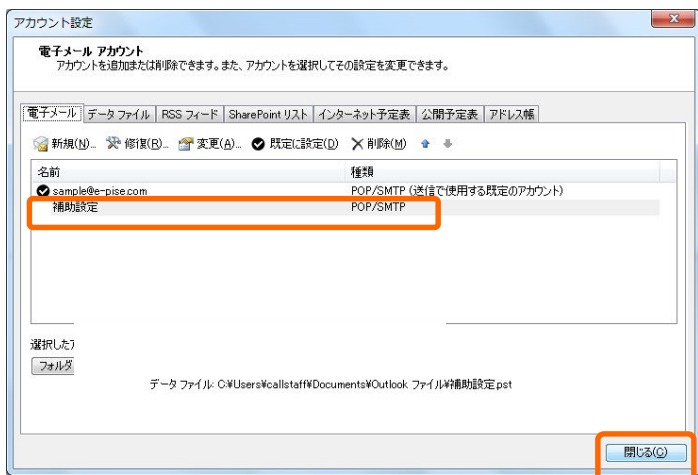 アカウント設定
電子メール アカウント
アカウントを追加または削除できます。また、アカウントを選択してその設定を変更できます。
電子メール データ ファイル RSS フィード SharePoint リスト インターネット予定表 公開予定表 アドレス帳
新規(N)... 修復(R)... 変更(A)... 既定に設定(D) 削除(M)
名前 種類
sample@e-pise.com POP/SMTP (送信で使用する既定のアカウント)
補助設定 POP/SMTP
選択した
フォルダ
データ ファイル: C:¥Users¥callstaff¥Documents¥Outlook ファイル¥補助設定.pst
閉じる(C)